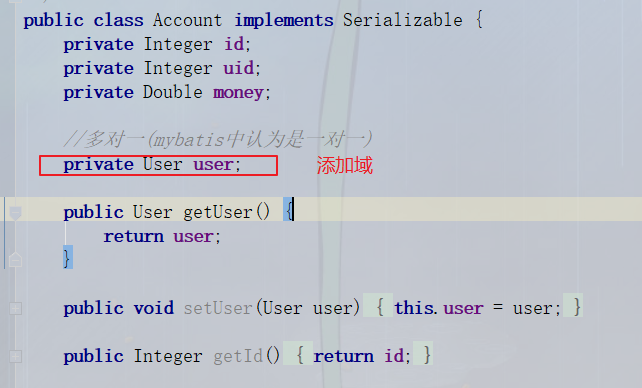 public class Account implements Serializable {
private Integer id;
private Integer uid;
private Double money;
//多对一(mybatis中认为是一对一)
private User user; 添加域
public User getUser() {
return user;
}
public void setUser(User user) { this.user = user; }
public Integer getId() { return id; }